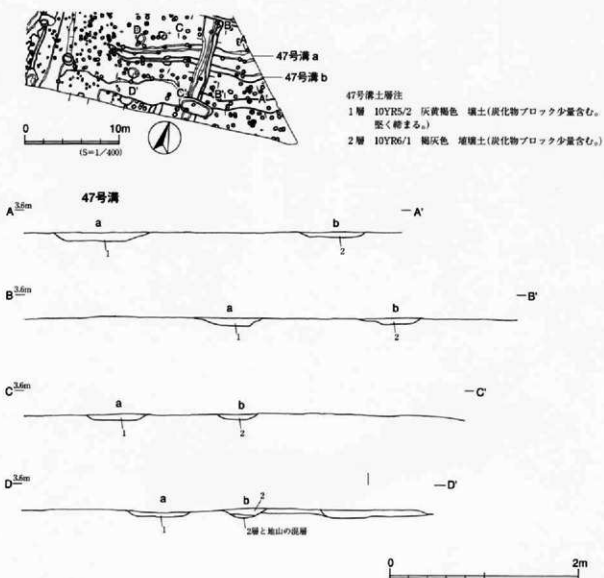 D
C
B
A
47号溝 a
47号溝 b
D'
C'
B'
A'
0 10m
(S=1/400)
47号溝土層注
1層 10YR5/2 灰黄褐色 壌土(炭化物ブロック少量含む。
堅く締まる。)
2層 10YR6/1 褐灰色 埴壌土(炭化物ブロック少量含む。)
47号溝
A 3.6m A'
a b
1 2
B 3.6m B'
a b
1 2
C 3.6m C'
a b
1 2
D 3.6m D'
a b 2
1
2層と地山の混層
0 2m